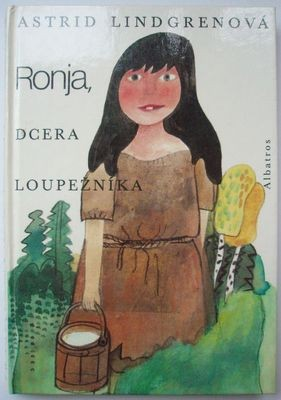 ASTRID LINDGRENOVÁ
Ronja,
DCERA
LOUPEŽNÍKA
Albatros